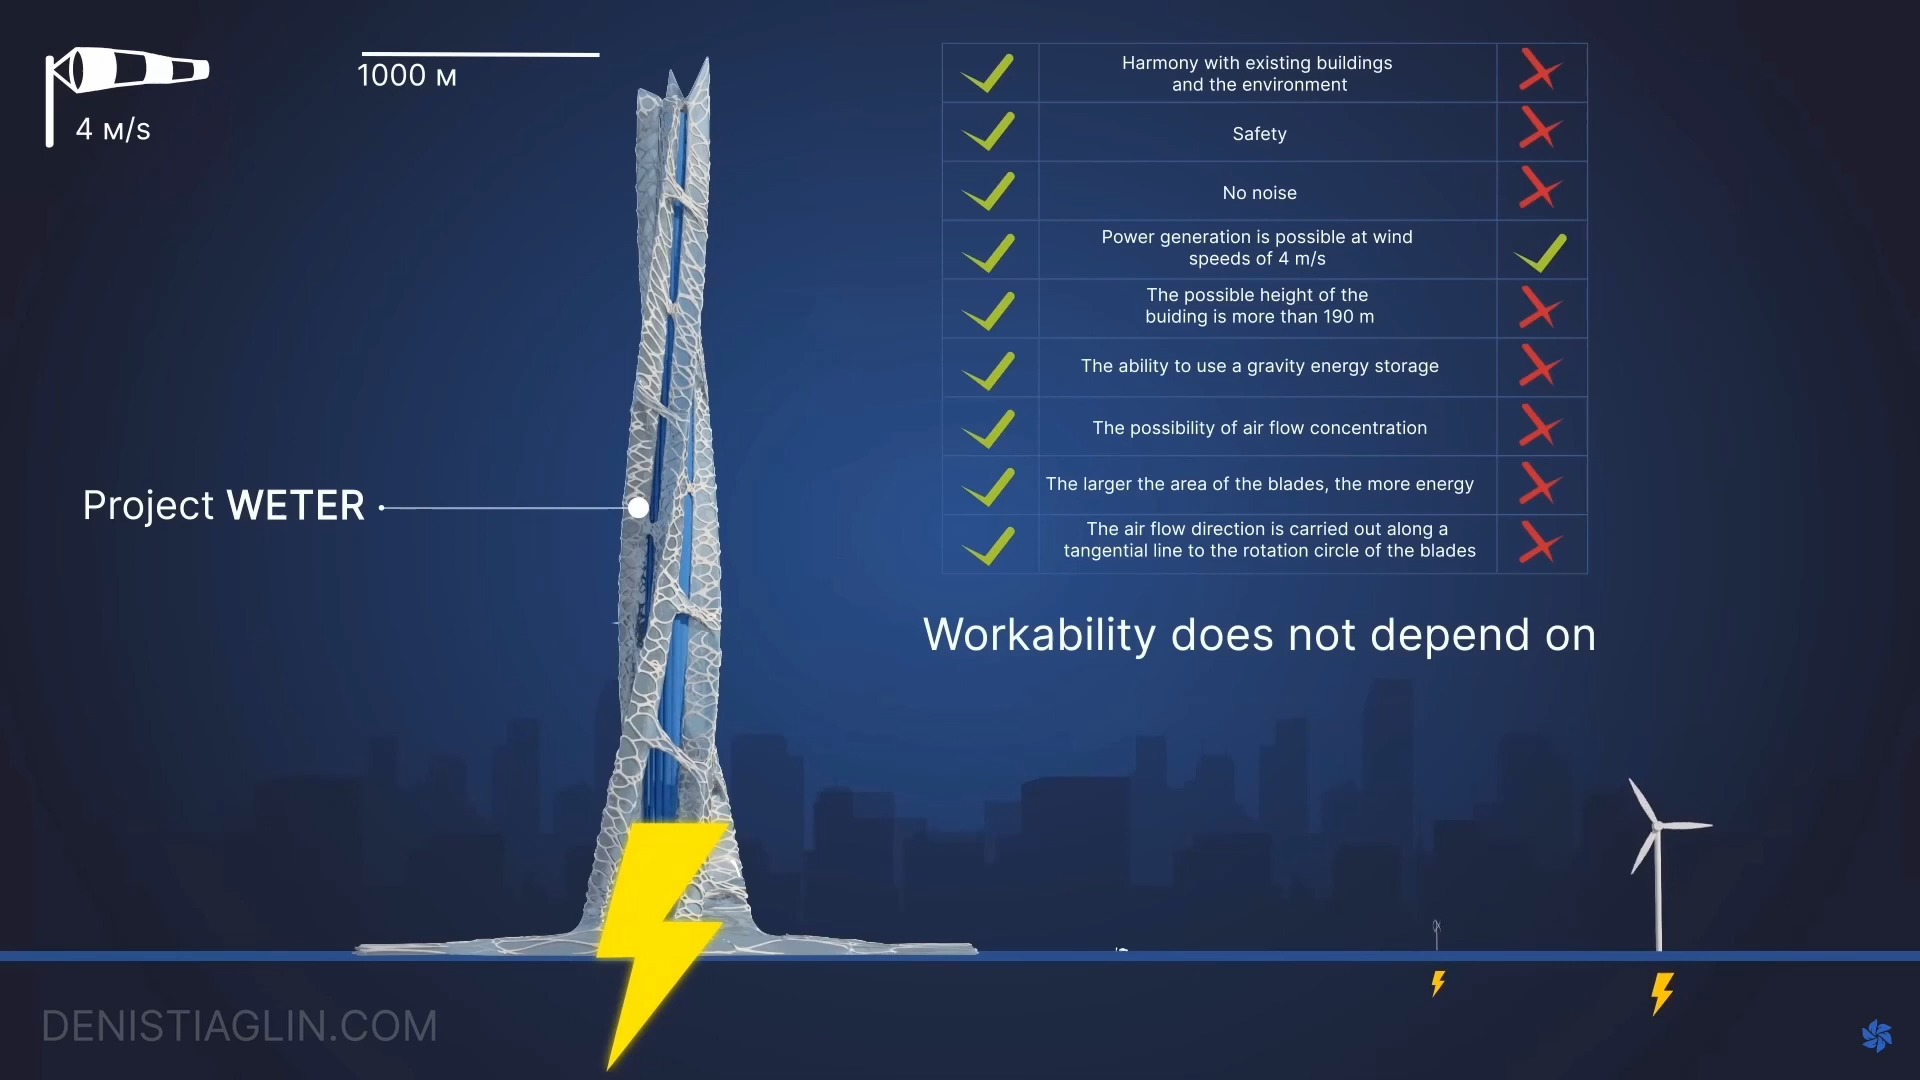 4 м/s
1000 м
Project WETER
Harmony with existing buildings
and the environment
Safety
No noise
Power generation is possible at wind
speeds of 4 m/s
The possible height of the
buiding is more than 190 m
The ability to use a gravity energy storage
The possibility of air flow concentration
The larger the area of the blades, the more energy
The air flow direction is carried out along a
tangential line to the rotation circle of the blades
Workability does not depend on
DENISTIAGLIN.COM